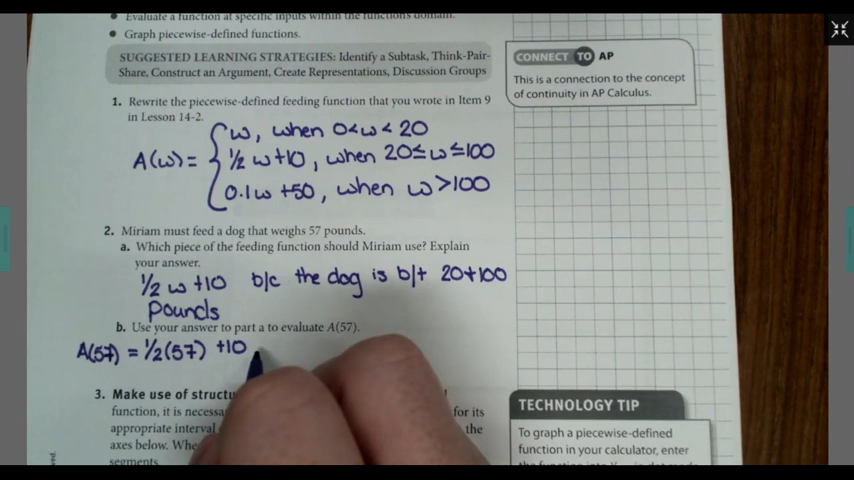 Evaluate a function at specific inputs within the functions domain.
Graph piecewise-defined functions.
SUGGESTED LEARNING STRATEGIES: Identify a Subtask, Think-Pair-
Share, Construct an Argument, Create Representations, Discussion Groups
CONNECT TO AP
This is a connection to the concept
of continuity in AP Calculus.
1. Rewrite the piecewise-defined feeding function that you wrote in Item 9
in Lesson 14-2.
A(w) = { w, when 0<w<20
1/2 w+10, when 20≤w≤100
0.1w+50, when w>100
2. Miriam must feed a dog that weighs 57 pounds.
a. Which piece of the feeding function should Miriam use? Explain
your answer.
1/2 w+10 b/c the dog is b/t 20+100
pounds
b. Use your answer to part a to evaluate A(57).
A(57) = 1/2(57) +10
3. Make use of
function, it is necessa
for its
appropriate interval
the
axes below. Whe
segments.
TECHNOLOGY TIP
To graph a piecewise-defined
function in your calculator, enter